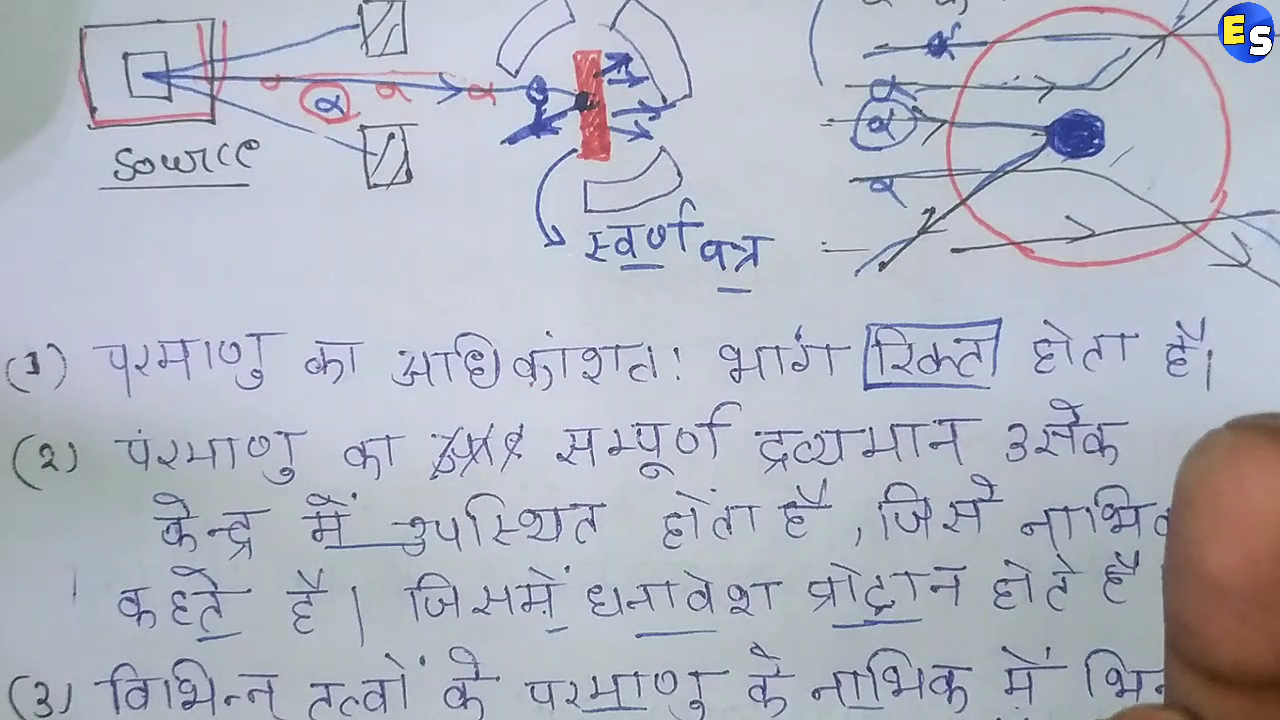 ES
α α α α
α
α
α
source
स्वर्ण पत्र
(1) परमाणु का अधिकांशतः भाग रिक्त होता है।
(2) परमाणु का सम्पूर्ण द्रव्यमान उसके
केन्द्र में उपस्थित होता है, जिसे
कहते है। जिसमें धनावेश प्रोटान होते है
(3) विभिन्न तत्वों के परमाणु के नाभिक में